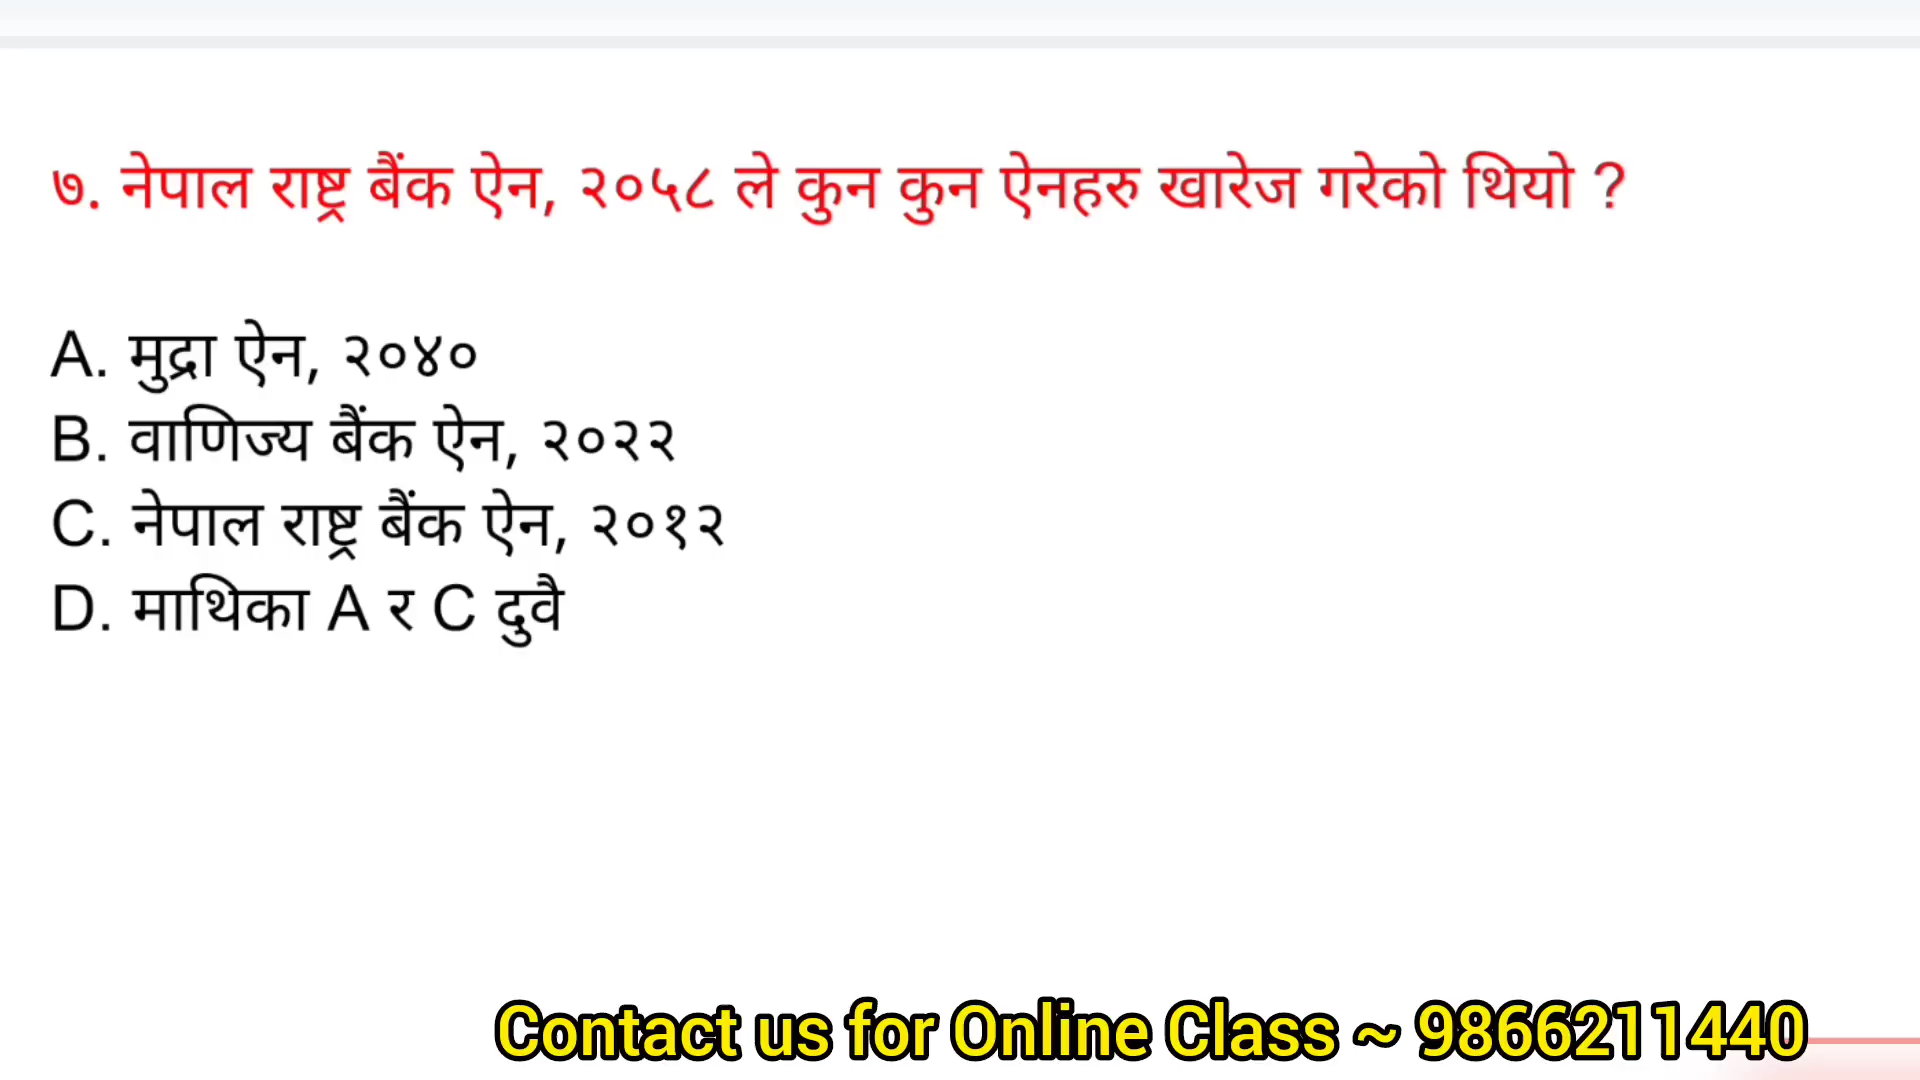 ७. नेपाल राष्ट्र बैंक ऐन, २०५८ ले कुन कुन ऐनहरु खारेज गरेको थियो ?
A. मुद्रा ऐन, २०४०
B. वाणिज्य बैंक ऐन, २०२२
C. नेपाल राष्ट्र बैंक ऐन, २०१२
D. माथिका A र C दुवै
Contact us for Online Class ~ 9866211440